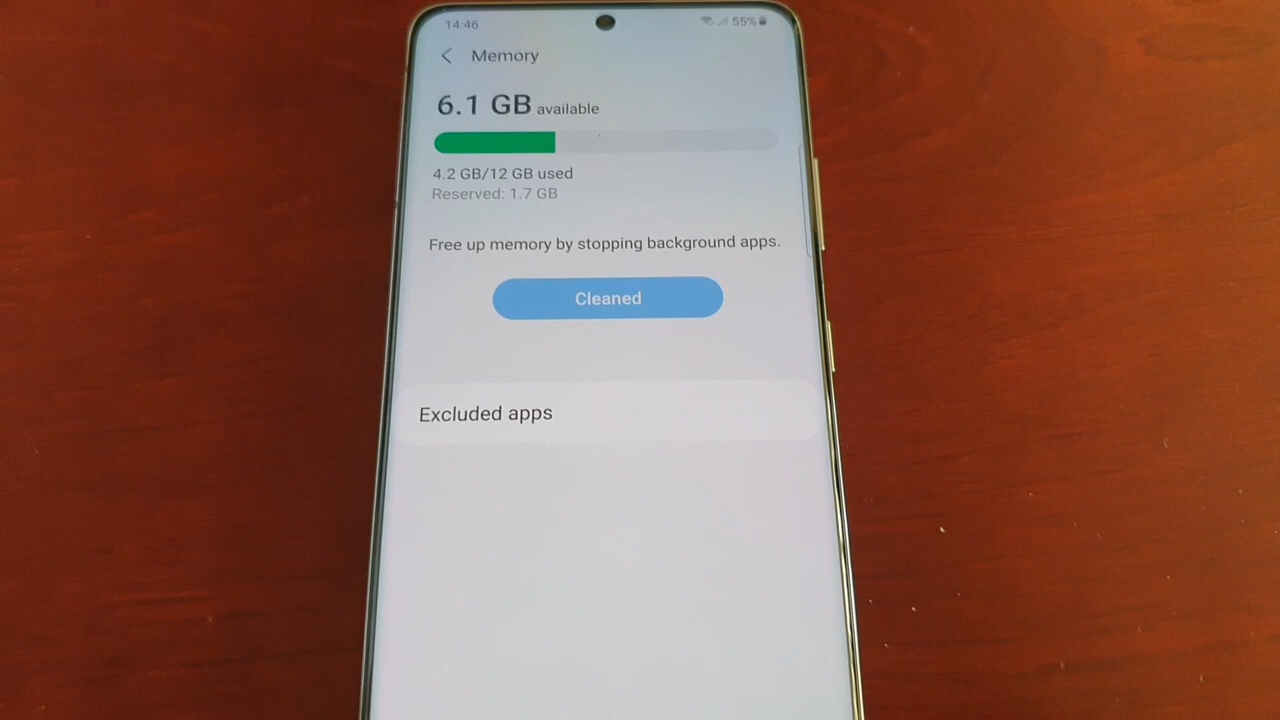 14:46 55%
Memory
6.1 GB available
4.2 GB/12 GB used
Reserved: 1.7 GB
Free up memory by stopping background apps.
Cleaned
Excluded apps